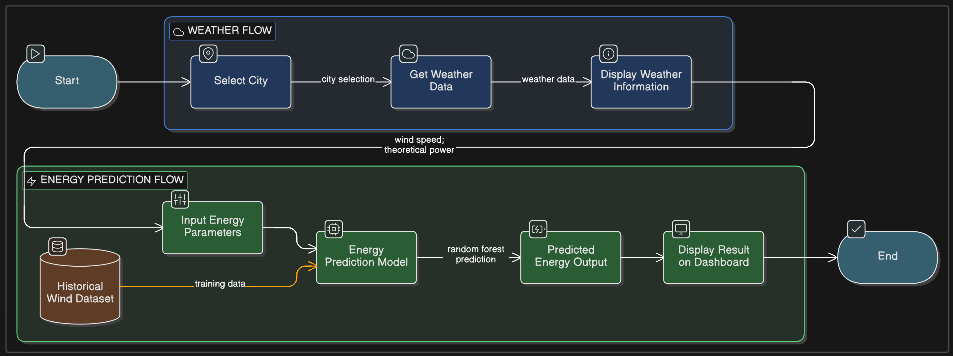 WEATHER FLOW
Start
Select City
city selection
Get Weather
Data
weather data
Display Weather
Information
wind speed;
theoretical power
ENERGY PREDICTION FLOW
Input Energy
Parameters
Historical
Wind Dataset
training data
Energy
Prediction Model
random forest
prediction
Predicted
Energy Output
Display Result
on Dashboard
End